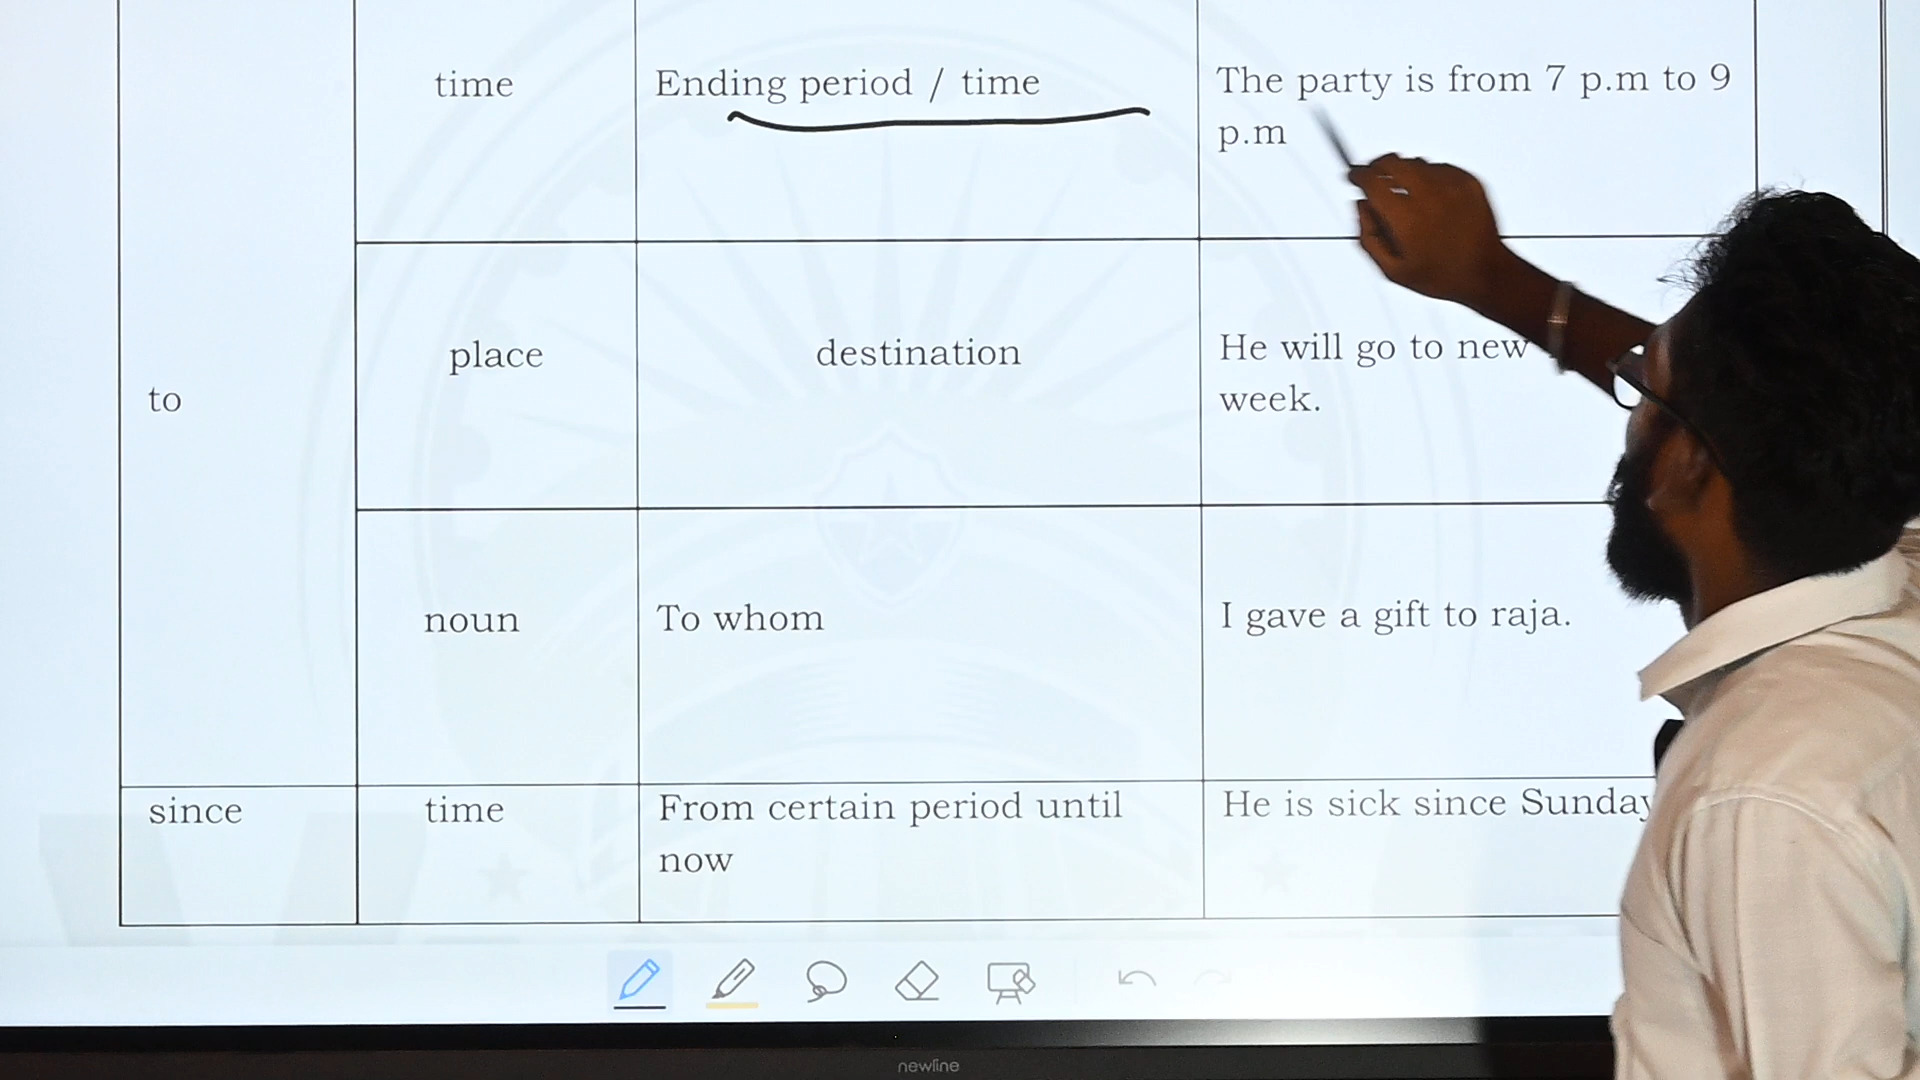 time
Ending period / time
The party is from 7 p.m to 9
p.m
to
place
destination
He will go to new
week.
noun
To whom
I gave a gift to raja.
since
time
From certain period until
now
He is sick since Sunday
newline